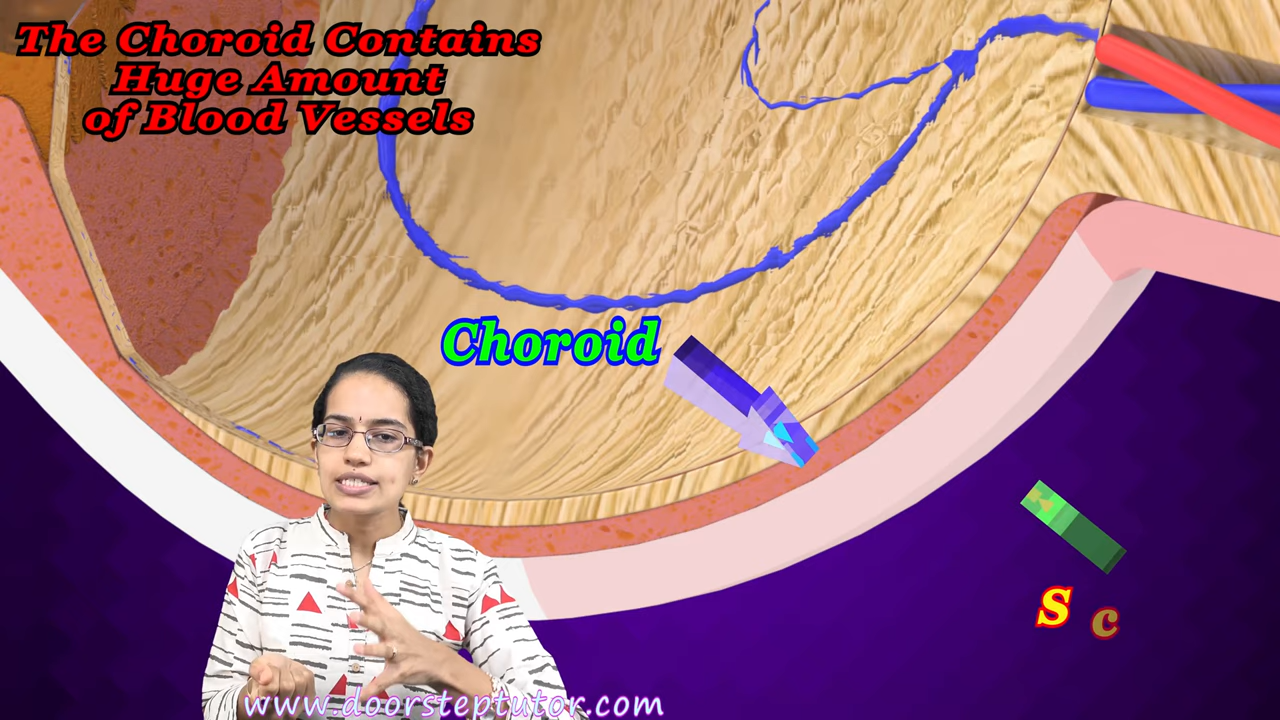 The Choroid Contains
Huge Amount
of Blood Vessels
Choroid
S c
www.doorsteptutor.com